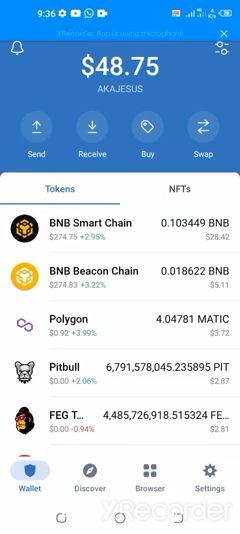 9:36
XRecorder App is using microphone
$48.75
AKAJESUS
Send Receive Buy Swap
Tokens NFTs
BNB Smart Chain 0.103449 BNB
$274.75 +2.95% $28.42
BNB Beacon Chain 0.018622 BNB
$274.83 +3.22% $5.11
Polygon 4.04781 MATIC
$0.92 +3.99% $3.72
Pitbull 6,791,578,045.235895 PIT
$0.00 +2.06% $2.87
FEG T... 4,485,726,918.515324 FE...
$0.00 -0.94% $2.81
Wallet Discover Browser Settings
XRecorder